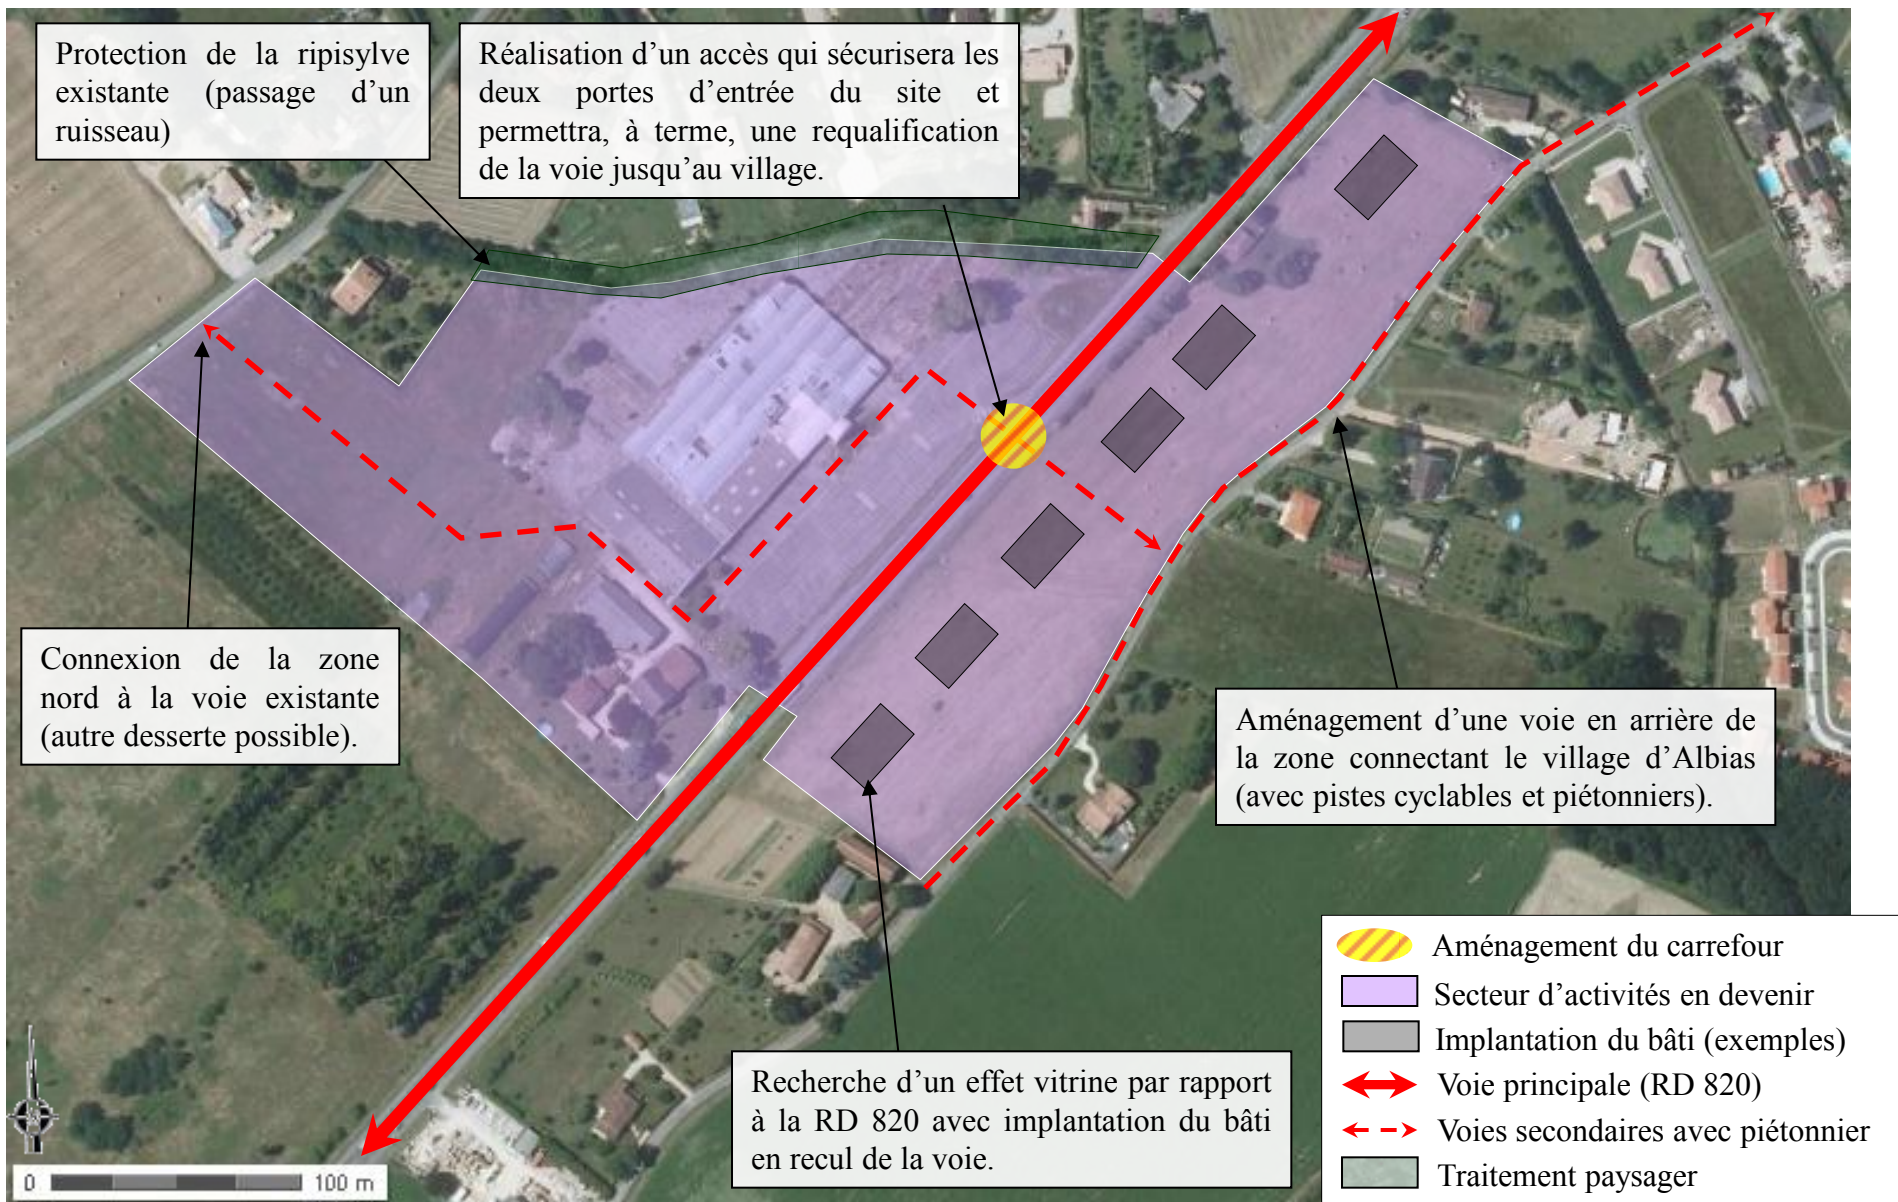 Protection de la ripisylve
existante (passage d’un
ruisseau)
Réalisation d’un accès qui sécurisera les
deux portes d’entrée du site et
permettra, à terme, une requalification
de la voie jusqu’au village.
Connexion de la zone
nord à la voie existante
(autre desserte possible).
Aménagement d’une voie en arrière de
la zone connectant le village d’Albias
(avec pistes cyclables et piétonniers).
Recherche d’un effet vitrine par rapport
à la RD 820 avec implantation du bâti
en recul de la voie.
Aménagement du carrefour
Secteur d’activités en devenir
Implantation du bâti (exemples)
Voie principale (RD 820)
Voies secondaires avec piétonnier
Traitement paysager
0 100 m